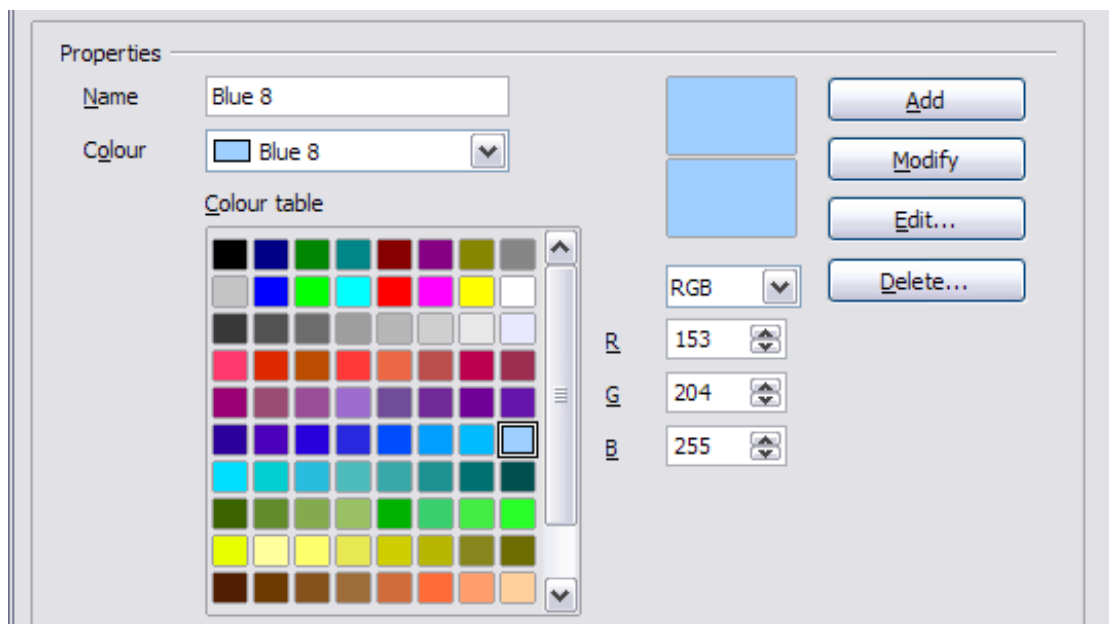 Properties
Name Blue 8 Add
Colour Blue 8 Modify
Colour table Edit...
RGB Delete...
R 153
G 204
B 255